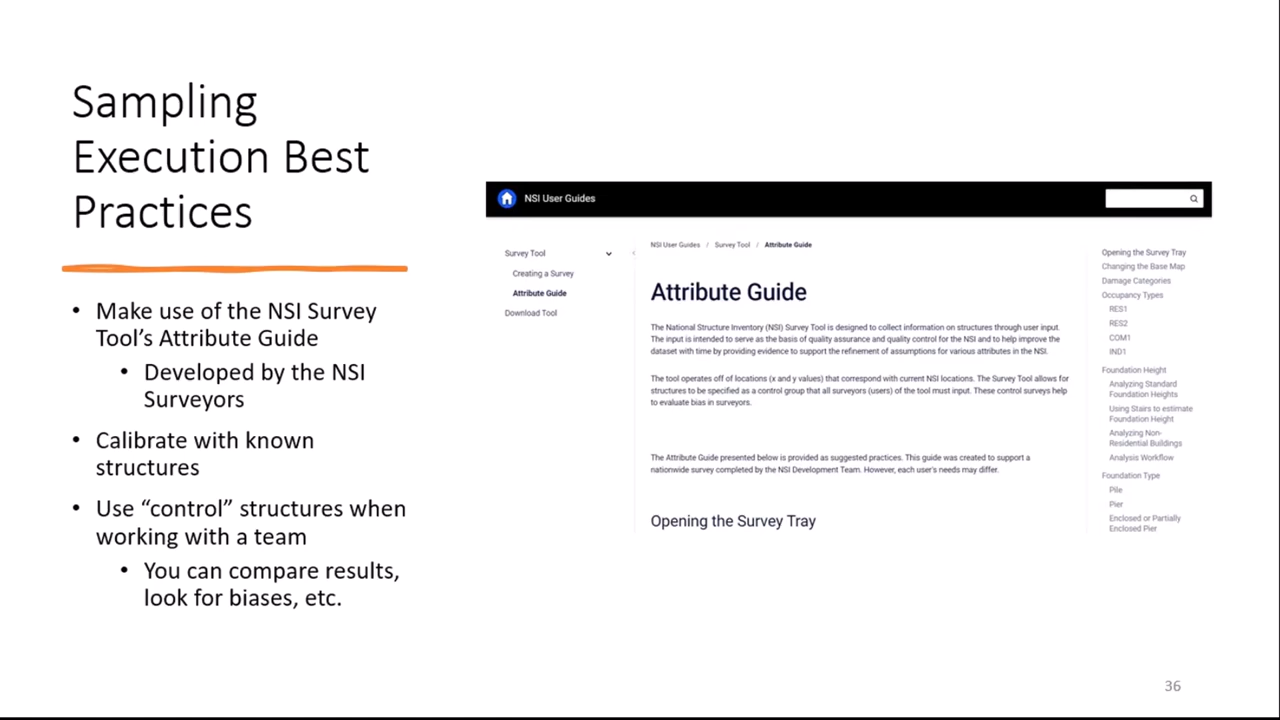 Sampling
Execution Best
Practices
• Make use of the NSI Survey
Tool’s Attribute Guide
• Developed by the NSI
Surveyors
• Calibrate with known
structures
• Use “control” structures when
working with a team
• You can compare results,
look for biases, etc.
NSI User Guides
Survey Tool
Creating a Survey
Attribute Guide
Download Tool
NSI User Guides / Survey Tool / Attribute Guide
Attribute Guide
The National Structure Inventory (NSI) Survey Tool is designed to collect information on structures through user input.
The input is intended to serve as the basis of quality assurance and quality control for the NSI and to help improve the
dataset with time by providing evidence to support the refinement of assumptions for various attributes in the NSI.
The tool operates off of locations (x and y values) that correspond with current NSI locations. The Survey Tool allows for
structures to be specified as a control group that all surveyors (users) of the tool must input. These control surveys help
to evaluate bias in surveyors.
The Attribute Guide presented below is provided as suggested practices. This guide was created to support a
nationwide survey completed by the NSI Development Team. However, each user's needs may differ.
Opening the Survey Tray
Opening the Survey Tray
Changing the Base Map
Damage Categories
Occupancy Types
RES1
RES2
COM1
IND1
Foundation Height
Analyzing Standard
Foundation Heights
Using Stairs to estimate
Foundation Height
Analyzing Non-
Residential Buildings
Analysis Workflow
Foundation Type
Pile
Pier
Enclosed or Partially
Enclosed Pier
36